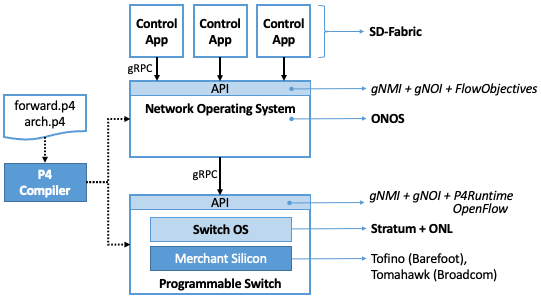 Control
App
Control
App
Control
App
SD-Fabric
gRPC
API
gNMI + gNOI + FlowObjectives
Network Operating System
ONOS
forward.p4
arch.p4
P4
Compiler
gRPC
API
gNMI + gNOI + P4Runtime
OpenFlow
Switch OS
Stratum + ONL
Merchant Silicon
Tofino (Barefoot),
Tomahawk (Broadcom)
Programmable Switch